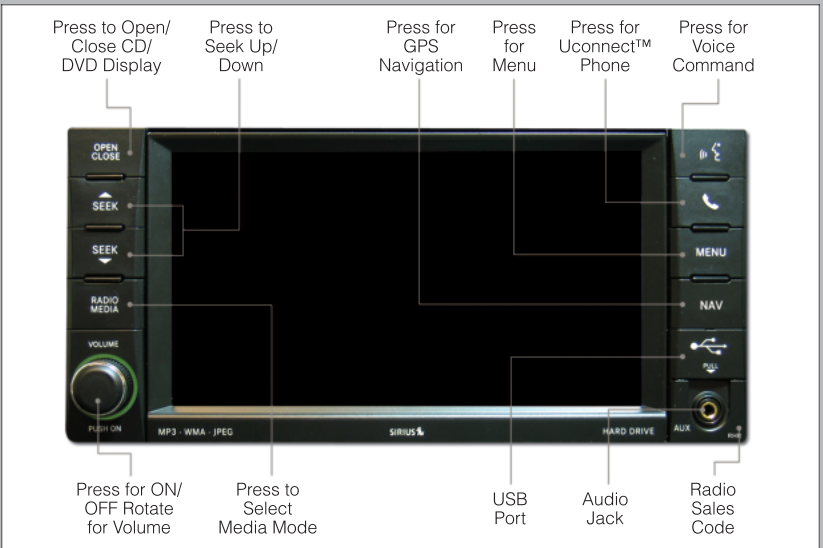 Press to Open/
Close CD/
DVD Display
Press to
Seek Up/
Down
Press for
GPS
Navigation
Press
for
Menu
Press for
Uconnect™
Phone
Press for
Voice
Command
OPEN
CLOSE
SEEK
SEEK
RADIO
MEDIA
VOLUME
PUSH ON
MENU
NAV
PULL
AUX
MP3 - WMA - JPEG
SIRIUS
HARD DRIVE
Press for ON/
OFF Rotate
for Volume
Press to
Select
Media Mode
USB
Port
Audio
Jack
Radio
Sales
Code